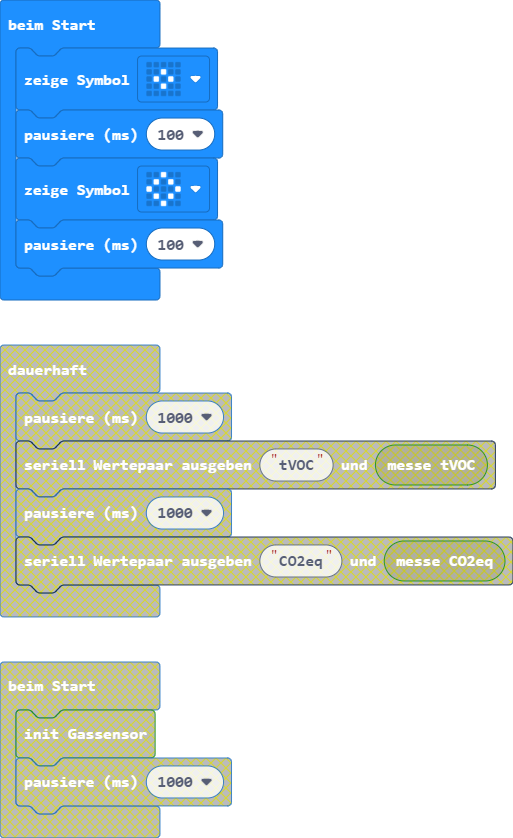 beim Start
zeige Symbol
pausiere (ms) 100
zeige Symbol
pausiere (ms) 100
dauerhaft
pausiere (ms) 1000
seriell Wertepaar ausgeben "tVOC" und messe tVOC
pausiere (ms) 1000
seriell Wertepaar ausgeben "CO2eq" und messe CO2eq
beim Start
init Gassensor
pausiere (ms) 1000